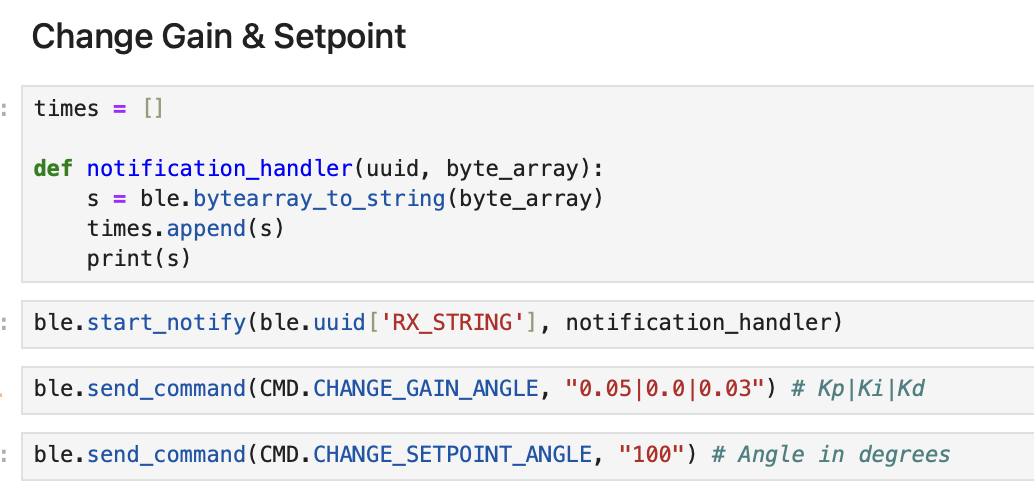 Change Gain & Setpoint
: times = []
def notification_handler(uuid, byte_array):
    s = ble.bytearray_to_string(byte_array)
    times.append(s)
    print(s)
: ble.start_notify(ble.uuid['RX_STRING'], notification_handler)
ble.send_command(CMD.CHANGE_GAIN_ANGLE, "0.05|0.0|0.03") # Kp|Ki|Kd
: ble.send_command(CMD.CHANGE_SETPOINT_ANGLE, "100") # Angle in degrees